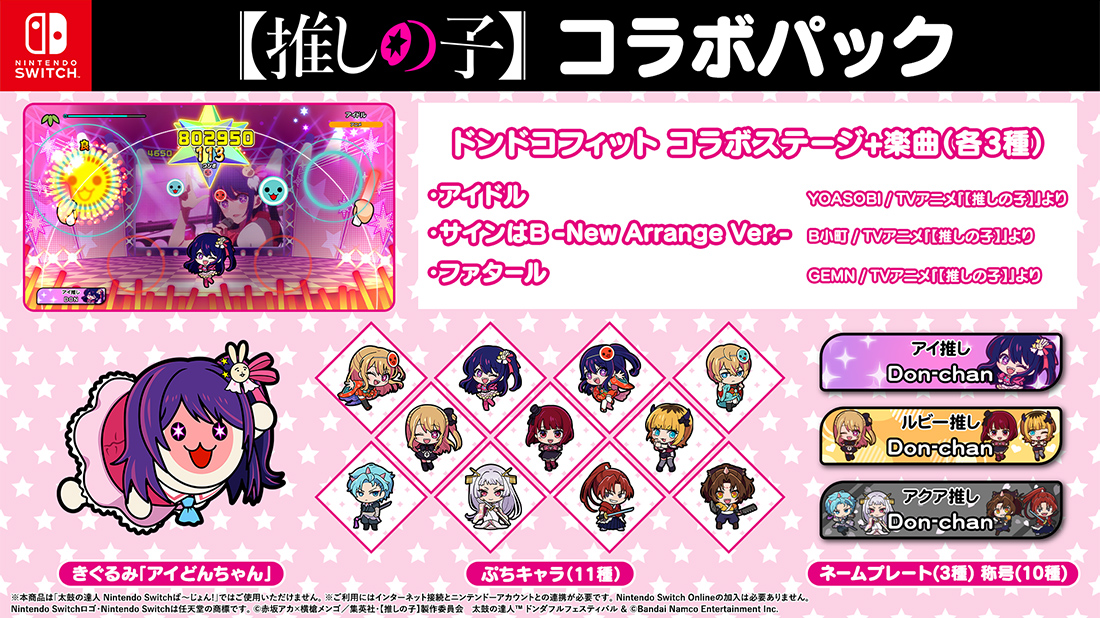 NINTENDO
SWITCH
【推しの子】 コラボパック
アイドル
802950
4650
113
アイ推し
DON
ドンドコフィット コラボステージ+楽曲(各3種)
・アイドル YOASOBI / TVアニメ「【推しの子】」より
・サインはB -New Arrange Ver.- B小町 / TVアニメ「【推しの子】」より
・ファタール GEMN / TVアニメ「【推しの子】」より
アイ推し
Don-chan
ルビー推し
Don-chan
アクア推し
Don-chan
きぐるみ「アイどんちゃん」
ぷちキャラ(11種)
ネームプレート(3種) 称号(10種)
※本商品は「太鼓の達人 Nintendo Switchば~じょん!」ではご使用いただけません。※ご利用にはインターネット接続とニンテンドーアカウントとの連携が必要です。Nintendo Switch Onlineの加入は必要ありません。
Nintendo Switchロゴ・Nintendo Switchは任天堂の商標です。©赤坂アカ×横槍メンゴ/集英社・【推しの子】製作委員会 太鼓の達人™ ドンダフルフェスティバル & ©Bandai Namco Entertainment Inc.